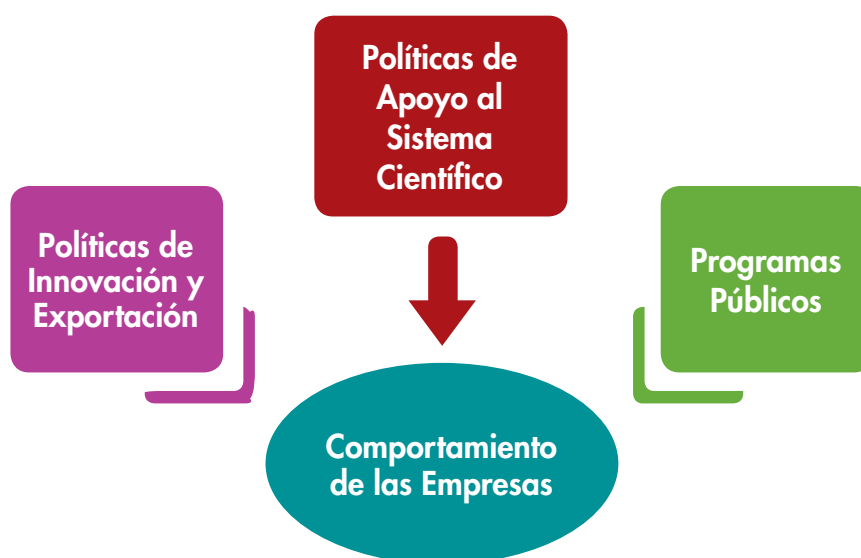 Políticas de
Apoyo al
Sistema
Científico
Políticas de
Innovación y
Exportación
Programas
Públicos
Comportamiento
de las Empresas